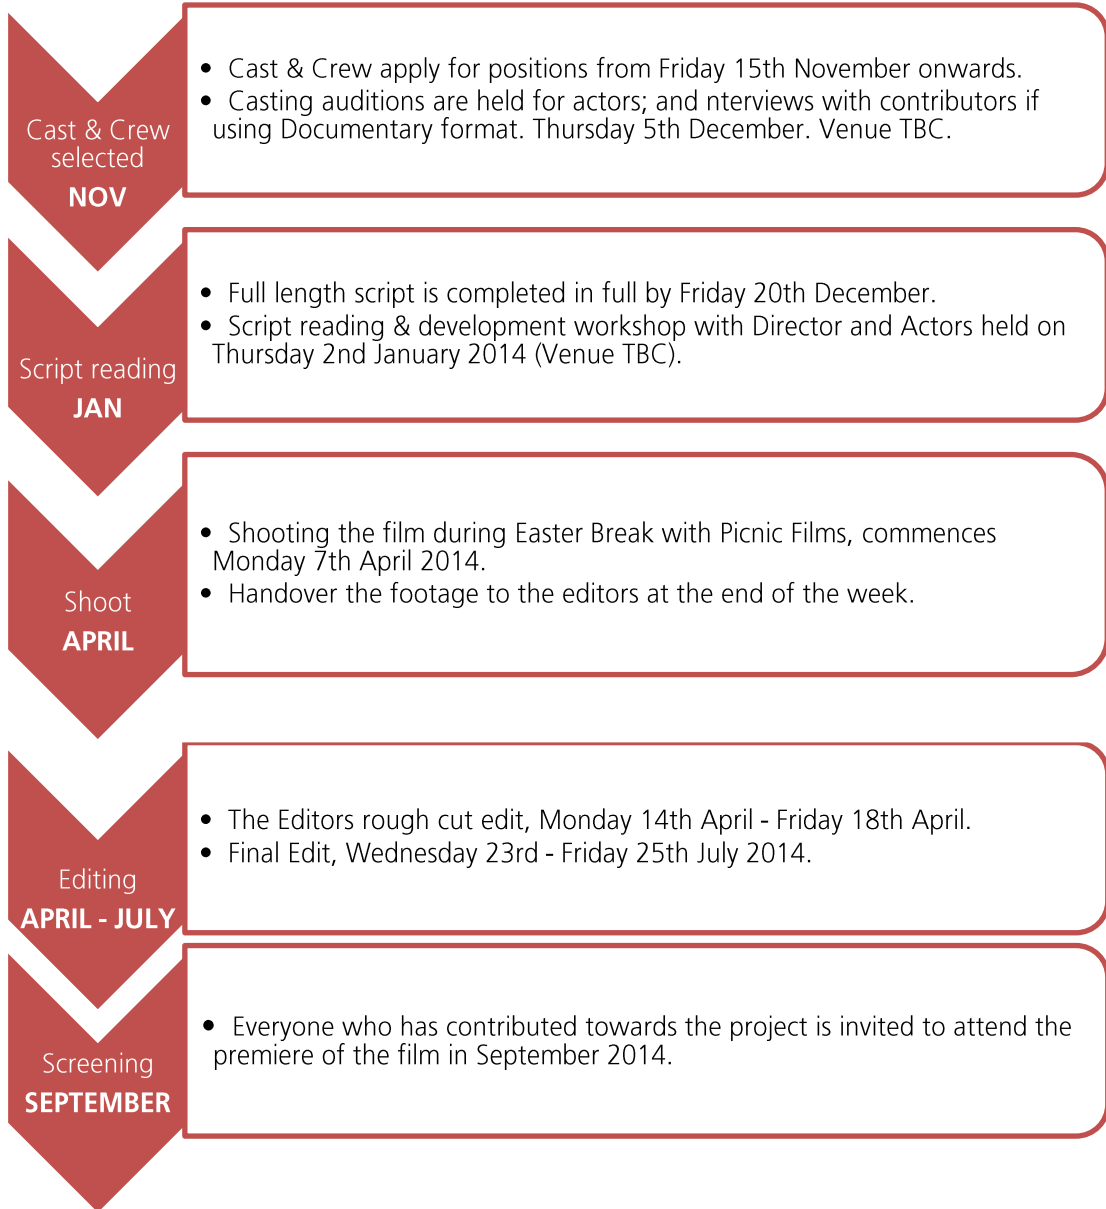 Cast & Crew
selected
NOV
• Cast & Crew apply for positions from Friday 15th November onwards.
• Casting auditions are held for actors; and nterviews with contributors if
using Documentary format. Thursday 5th December. Venue TBC.
Script reading
JAN
• Full length script is completed in full by Friday 20th December.
• Script reading & development workshop with Director and Actors held on
Thursday 2nd January 2014 (Venue TBC).
Shoot
APRIL
• Shooting the film during Easter Break with Picnic Films, commences
Monday 7th April 2014.
• Handover the footage to the editors at the end of the week.
Editing
APRIL - JULY
• The Editors rough cut edit, Monday 14th April - Friday 18th April.
• Final Edit, Wednesday 23rd - Friday 25th July 2014.
Screening
SEPTEMBER
• Everyone who has contributed towards the project is invited to attend the
premiere of the film in September 2014.